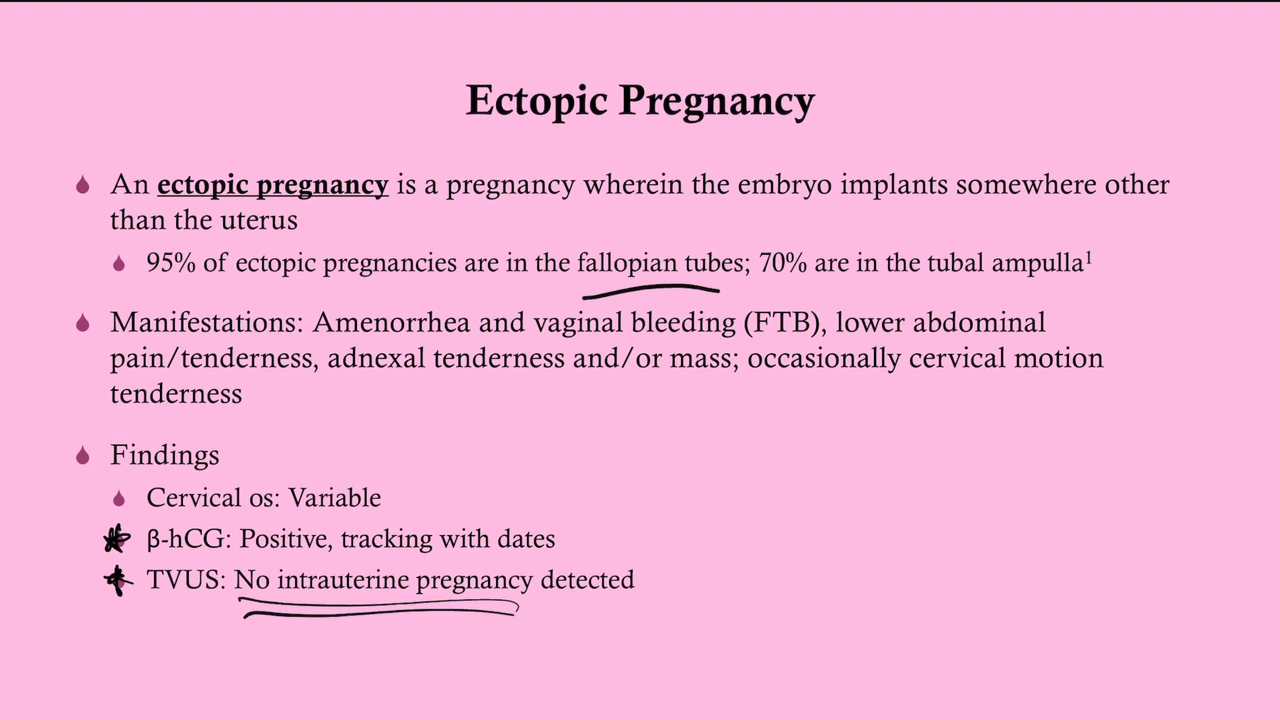 Ectopic Pregnancy
An ectopic pregnancy is a pregnancy wherein the embryo implants somewhere other
than the uterus
95% of ectopic pregnancies are in the fallopian tubes; 70% are in the tubal ampulla¹
Manifestations: Amenorrhea and vaginal bleeding (FTB), lower abdominal
pain/tenderness, adnexal tenderness and/or mass; occasionally cervical motion
tenderness
Findings
Cervical os: Variable
β-hCG: Positive, tracking with dates
TVUS: No intrauterine pregnancy detected